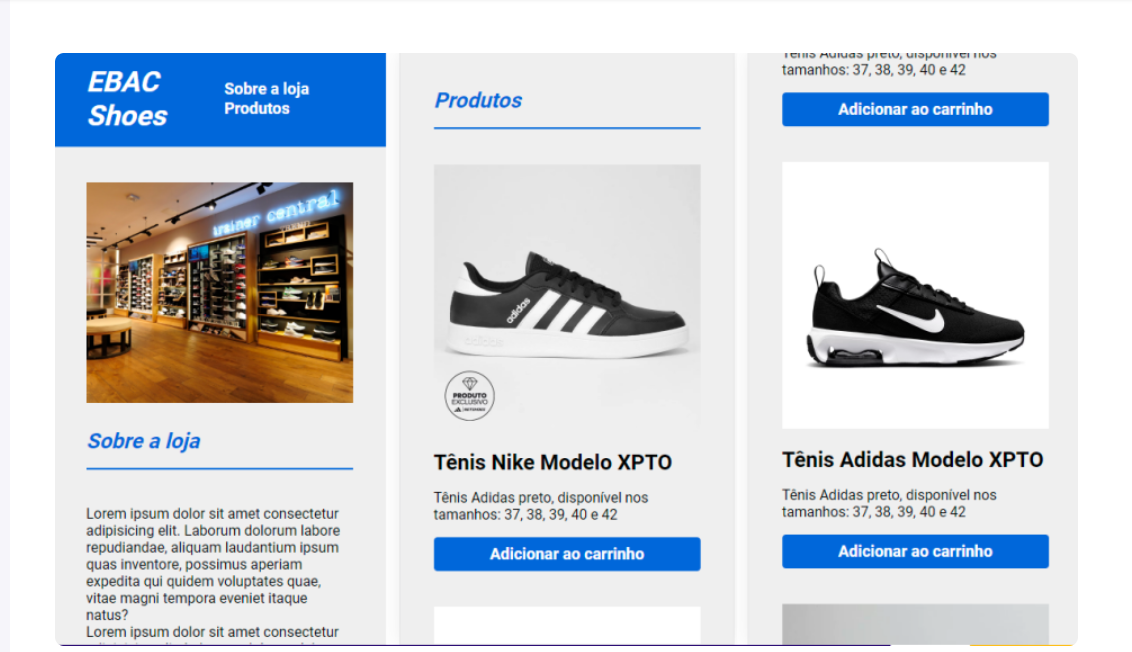 EBAC
Shoes
Sobre a loja
Produtos
trainer central
Sobre a loja
Lorem ipsum dolor sit amet consectetur
adipisicing elit. Laborum dolorum labore
repudiandae, aliquam laudantium ipsum
quas inventore, possimus aperiam
expedita qui quidem voluptates quae,
vitae magni tempora eveniet itaque
natus?
Lorem ipsum dolor sit amet consectetur
Produtos
adidas
adidas
PRODUTO
EXCLUSIVO
Tênis Nike Modelo XPTO
Tênis Adidas preto, disponível nos
tamanhos: 37, 38, 39, 40 e 42
Adicionar ao carrinho
Tênis Adidas preto, disponível nos
tamanhos: 37, 38, 39, 40 e 42
Adicionar ao carrinho
Tênis Adidas Modelo XPTO
Tênis Adidas preto, disponível nos
tamanhos: 37, 38, 39, 40 e 42
Adicionar ao carrinho